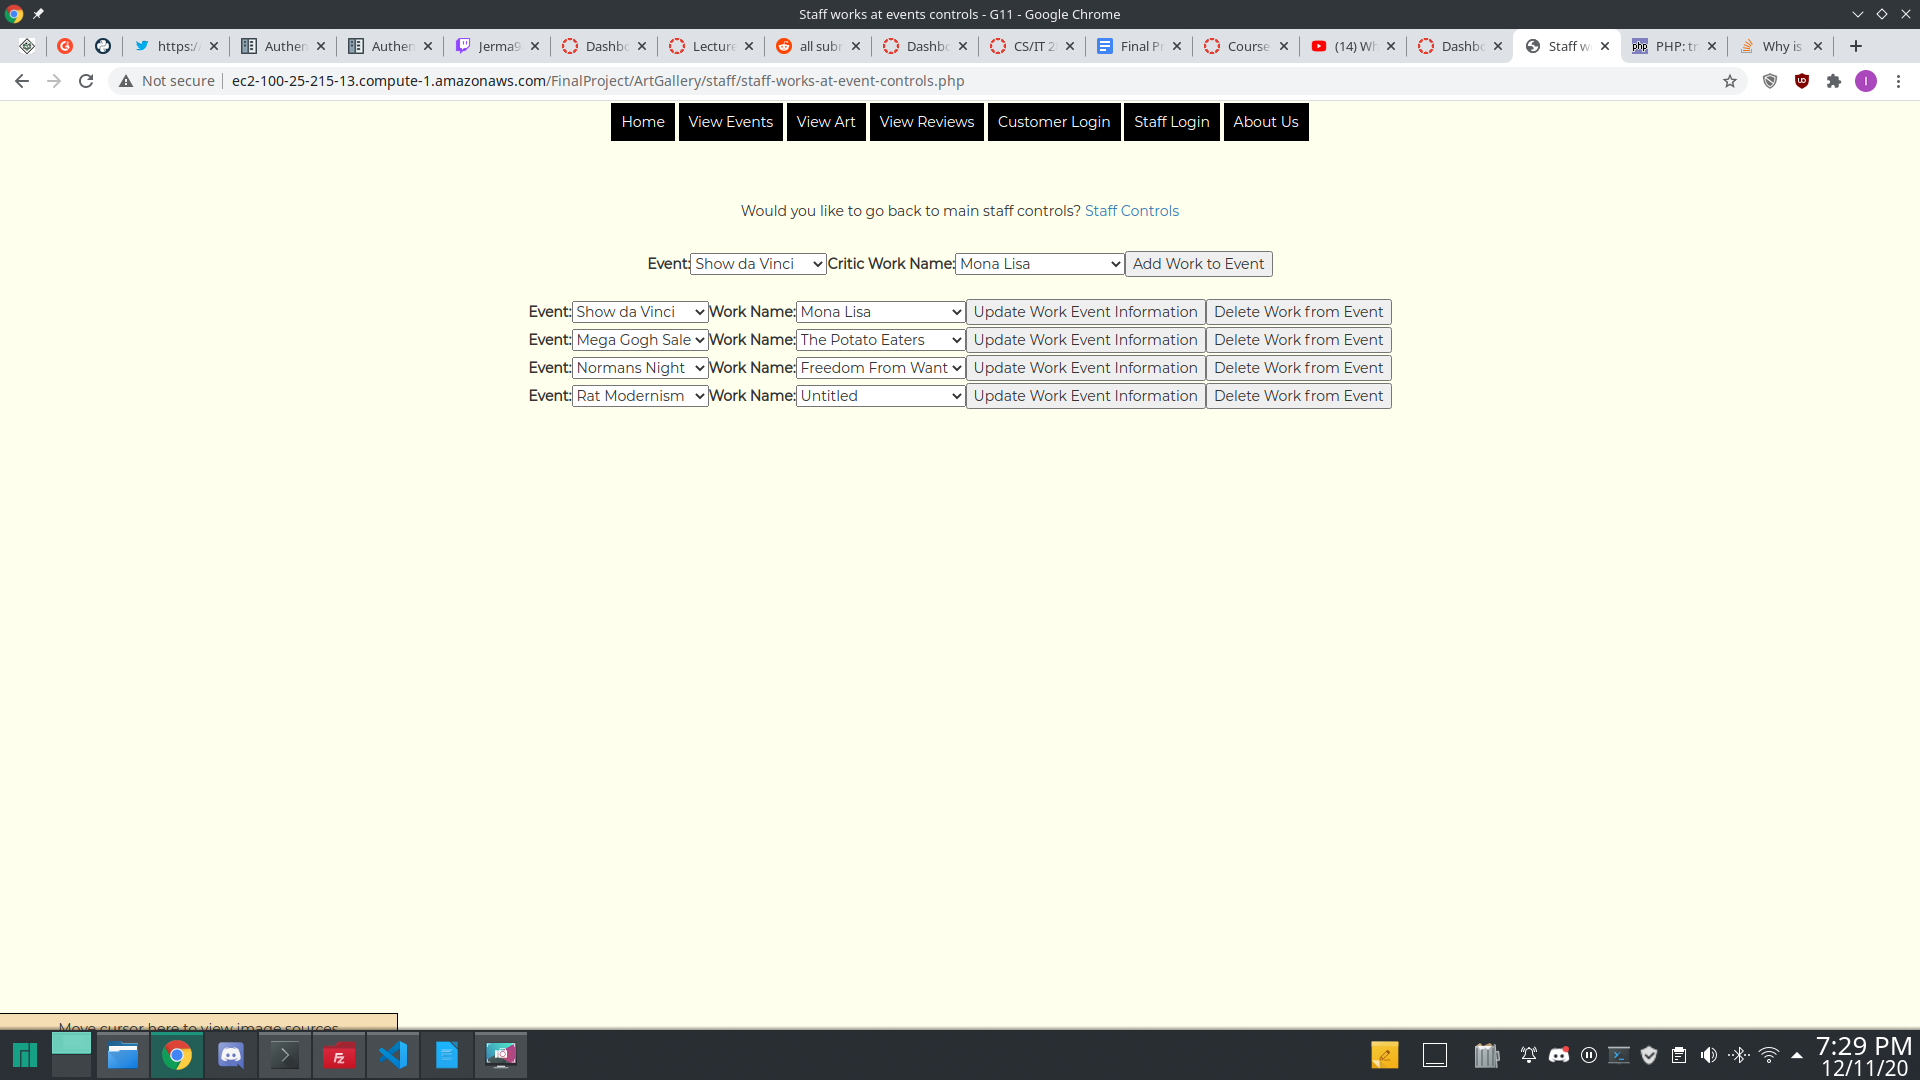 Staff works at events controls - G11 - Google Chrome
https:/ Authen Authen Jerma9 Dashbo Lecture all subr Dashbo CS/IT 2 Final Pr Course (14) Wh Dashbo Staff wo PHP: tr Why is
Not secure ec2-100-25-215-13.compute-1.amazonaws.com/FinalProject/ArtGallery/staff/staff-works-at-event-controls.php
Home View Events View Art View Reviews Customer Login Staff Login About Us
Would you like to go back to main staff controls? Staff Controls
Event: Show da Vinci Critic Work Name: Mona Lisa Add Work to Event
Event: Show da Vinci Work Name: Mona Lisa Update Work Event Information Delete Work from Event
Event: Mega Gogh Sale Work Name: The Potato Eaters Update Work Event Information Delete Work from Event
Event: Normans Night Work Name: Freedom From Want Update Work Event Information Delete Work from Event
Event: Rat Modernism Work Name: Untitled Update Work Event Information Delete Work from Event
Move cursor here to view image sources
7:29 PM
12/11/20